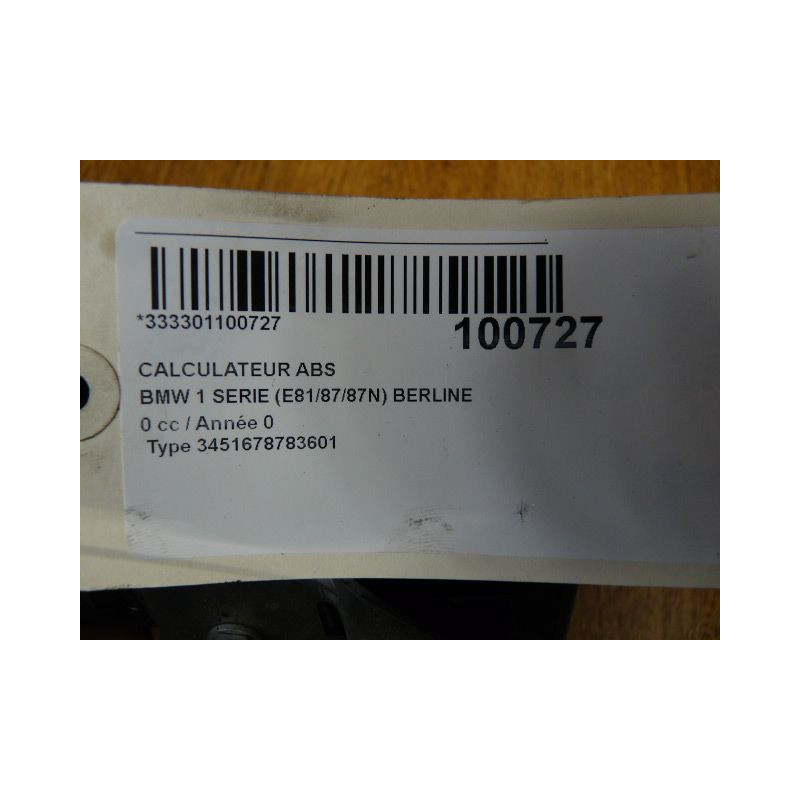 *333301100727
100727
CALCULATEUR ABS
BMW 1 SERIE (E81/87/87N) BERLINE
0 cc / Année 0
Type 3451678783601